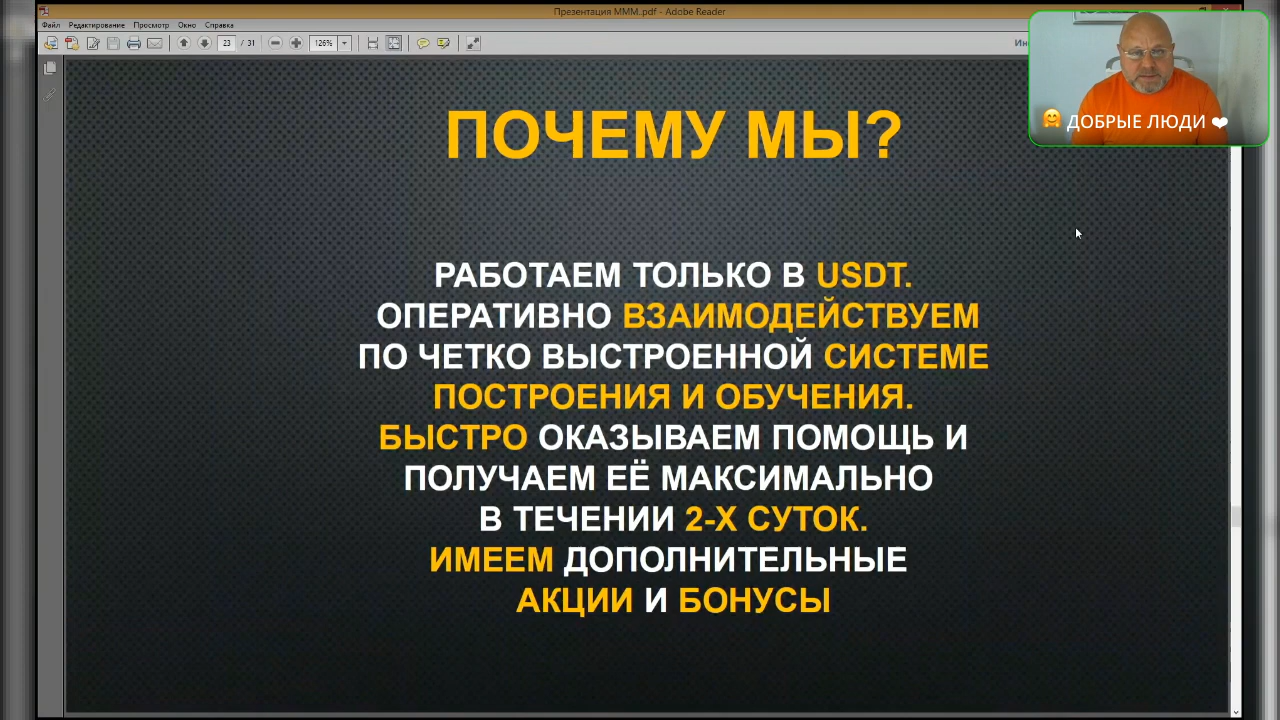 Презентация МММ.pdf - Adobe Reader
Файл Редактирование Просмотр Окно Справка
23 / 31 126%
🤗 ДОБРЫЕ ЛЮДИ ❤
ПОЧЕМУ МЫ?
РАБОТАЕМ ТОЛЬКО В USDT.
ОПЕРАТИВНО ВЗАИМОДЕЙСТВУЕМ
ПО ЧЕТКО ВЫСТРОЕННОЙ СИСТЕМЕ
ПОСТРОЕНИЯ И ОБУЧЕНИЯ.
БЫСТРО ОКАЗЫВАЕМ ПОМОЩЬ И
ПОЛУЧАЕМ ЕЁ МАКСИМАЛЬНО
В ТЕЧЕНИИ 2-Х СУТОК.
ИМЕЕМ ДОПОЛНИТЕЛЬНЫЕ
АКЦИИ И БОНУСЫ